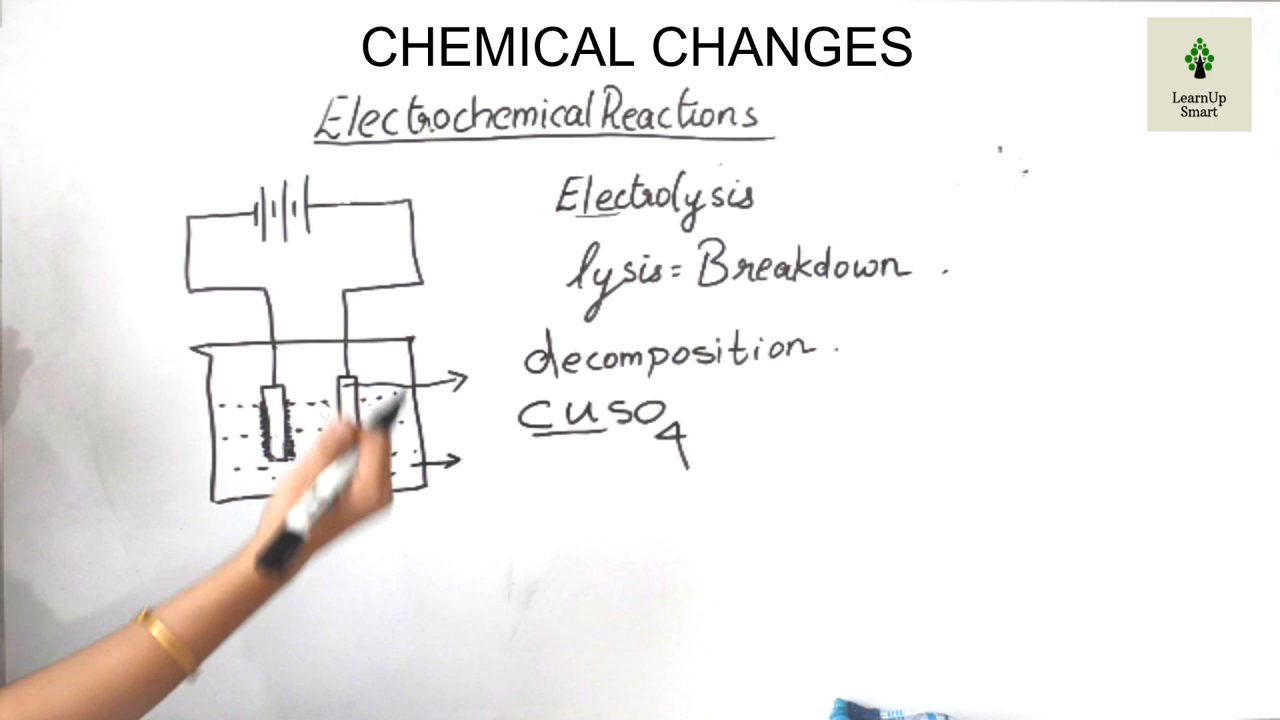 CHEMICAL CHANGES
LearnUp
Smart
Electrochemical Reactions
Electrolysis
lysis = Breakdown .
decomposition .
CUSO4